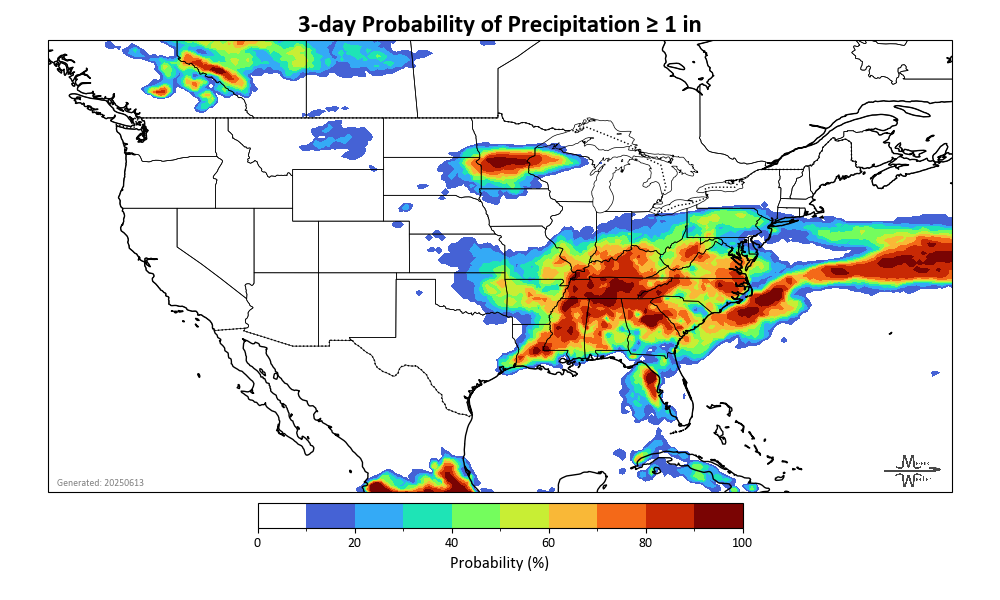 3-day Probability of Precipitation ≥ 1 in
Generated: 20250613
0 20 40 60 80 100
Probability (%)